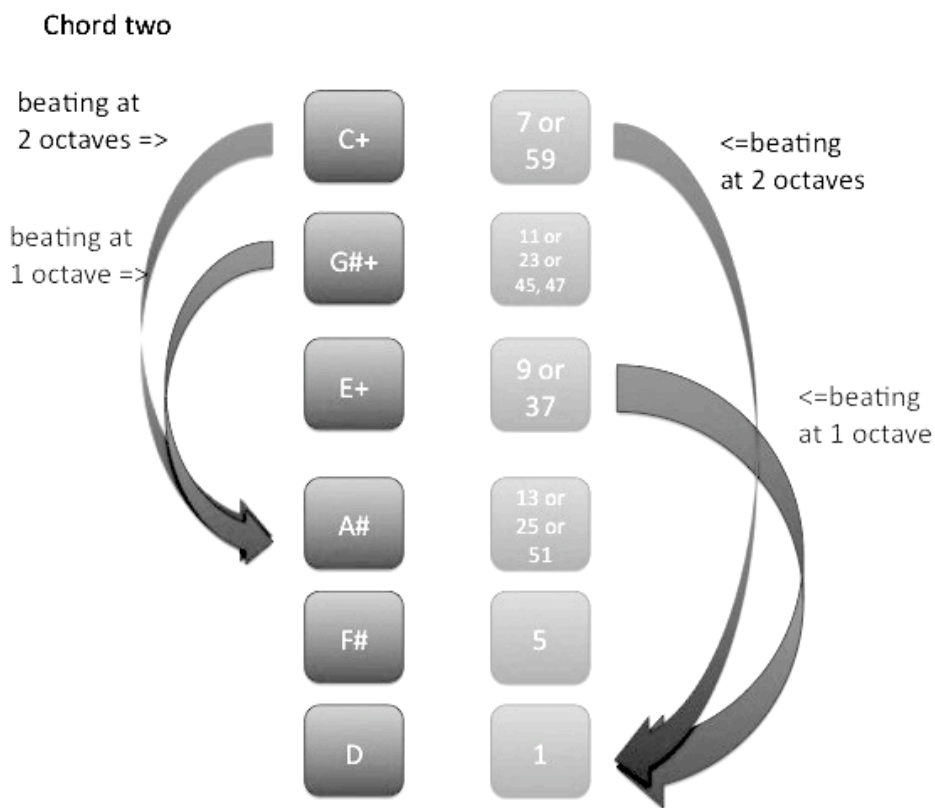 Chord two
beating at
2 octaves =>
C+
7 or
59
<=beating
at 2 octaves
beating at
1 octave =>
G#+
11 or
23 or
45, 47
E+
9 or
37
<=beating
at 1 octave
A#
13 or
25 or
51
F#
5
D
1